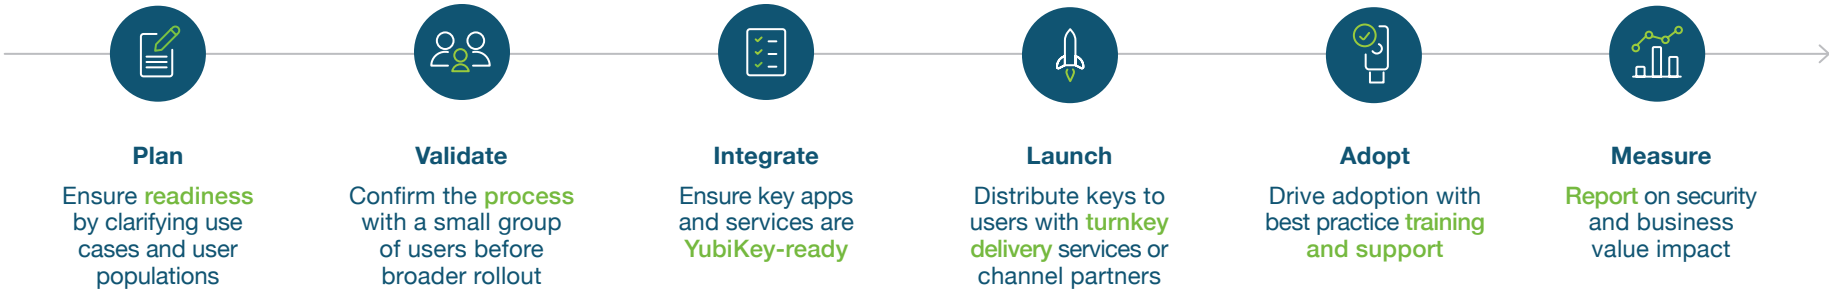 Plan
Ensure readiness
by clarifying use
cases and user
populations
Validate
Confirm the process
with a small group
of users before
broader rollout
Integrate
Ensure key apps
and services are
YubiKey-ready
Launch
Distribute keys to
users with turnkey
delivery services or
channel partners
Adopt
Drive adoption with
best practice training
and support
Measure
Report on security
and business
value impact